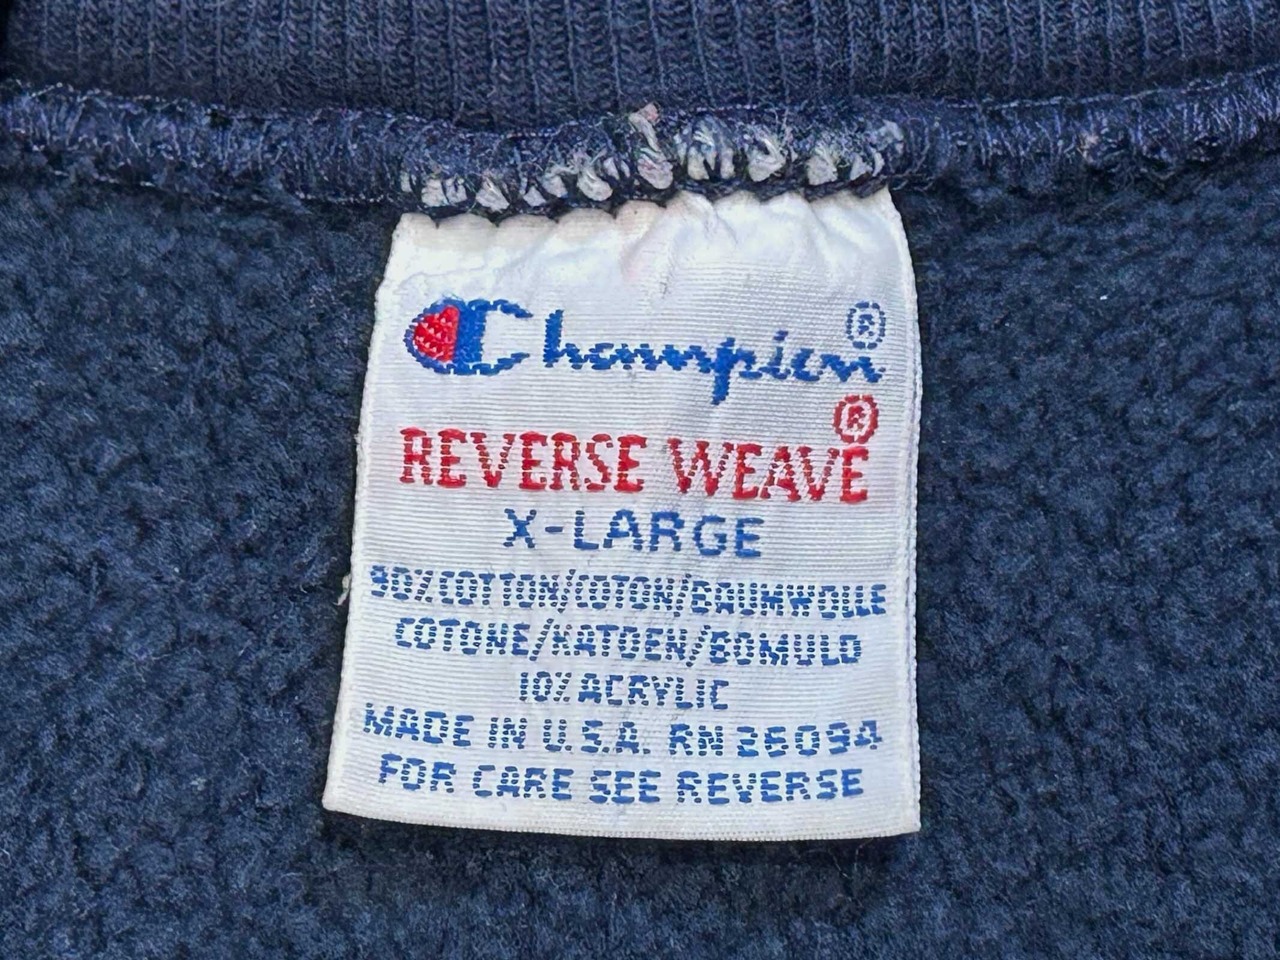 Champion®
REVERSE WEAVE®
X-LARGE
90% COTTON/COTON/BAUMWOLLE
COTONE/KATOEN/BOMULD
10% ACRYLIC
MADE IN U.S.A. RN 26094
FOR CARE SEE REVERSE